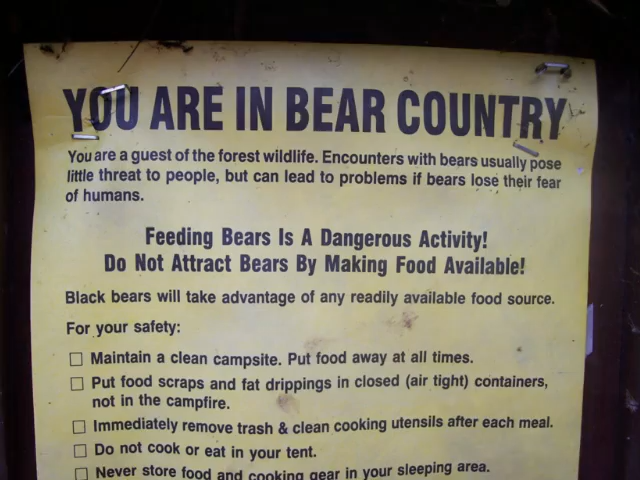 YOU ARE IN BEAR COUNTRY
You are a guest of the forest wildlife. Encounters with bears usually pose
little threat to people, but can lead to problems if bears lose their fear
of humans.
Feeding Bears Is A Dangerous Activity!
Do Not Attract Bears By Making Food Available!
Black bears will take advantage of any readily available food source.
For your safety:
Maintain a clean campsite. Put food away at all times.
Put food scraps and fat drippings in closed (air tight) containers,
not in the campfire.
Immediately remove trash & clean cooking utensils after each meal.
Do not cook or eat in your tent.
Never store food and cooking gear in your sleeping area.